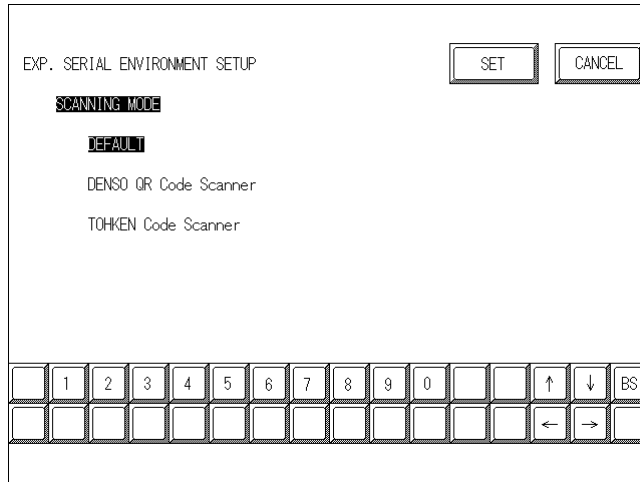 EXP. SERIAL ENVIRONMENT SETUP SET CANCEL
SCANNING MODE
DEFAULT
DENSO QR Code Scanner
TOHKEN Code Scanner
1 2 3 4 5 6 7 8 9 0 ↑ ↓ BS
← →